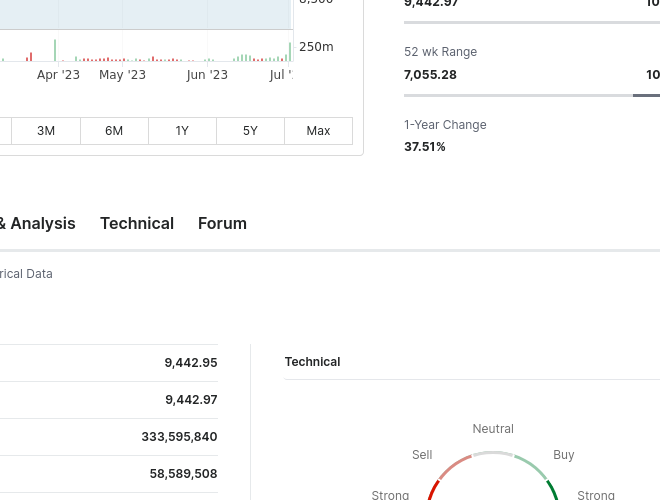 9,442.97
10
250m
Apr '23 May '23 Jun '23 Jul '
52 wk Range
7,055.28
10
3M 6M 1Y 5Y Max
1-Year Change
37.51%
& Analysis Technical Forum
rical Data
9,442.95
9,442.97
333,595,840
58,589,508
Technical
Neutral
Sell Buy
Strong Strong